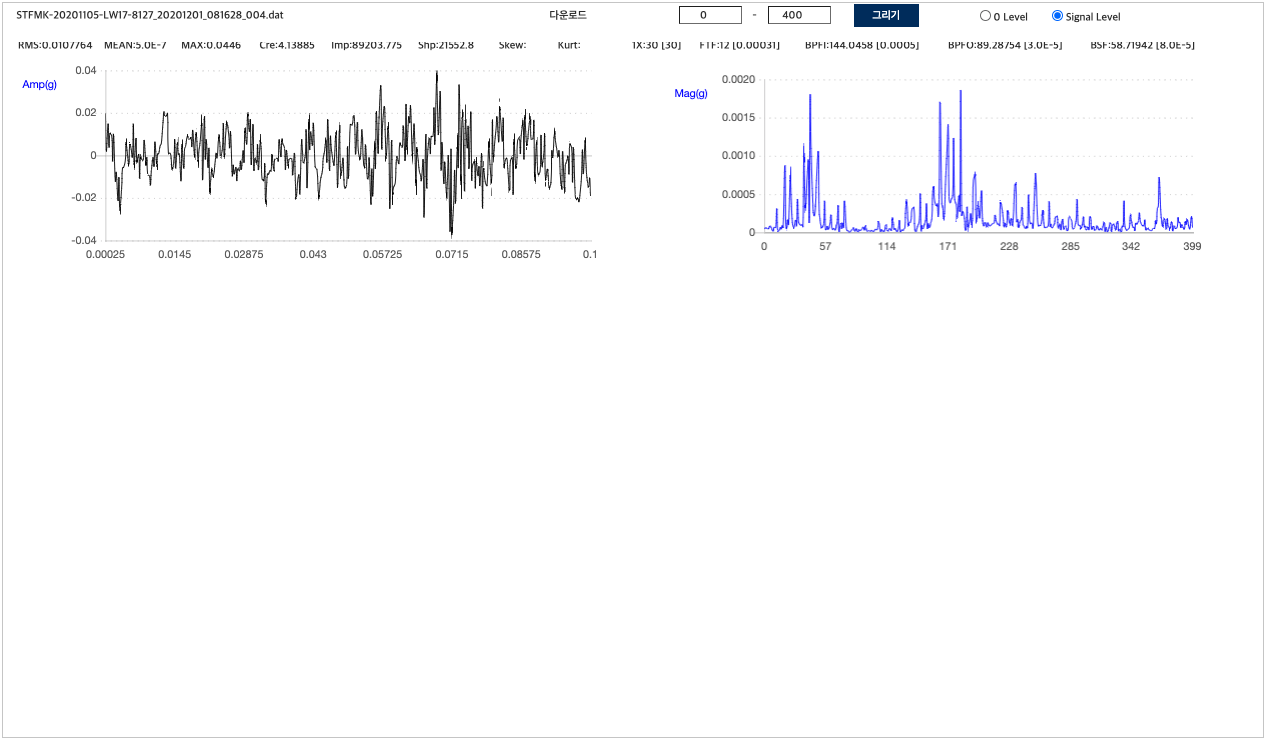 STFMK-20201105-LW17-8127_20201201_081628_004.dat 다운로드 0 - 400 그리기 0 Level Signal Level
RMS:0.0107764 MEAN:5.0E-7 MAX:0.0446 Cre:4.13885 Imp:89203.775 Shp:21552.8 Skew: Kurt: 1X:30 [30] FTF:12 [0.00031] BPFI:144.0458 [0.0005] BPFO:89.28754 [3.0E-5] BSF:58.71942 [8.0E-5]
Amp(g)
0.04
0.02
0
-0.02
-0.04
0.00025 0.0145 0.02875 0.043 0.05725 0.0715 0.08575 0.1
Mag(g)
0.0020
0.0015
0.0010
0.0005
0
0 57 114 171 228 285 342 399